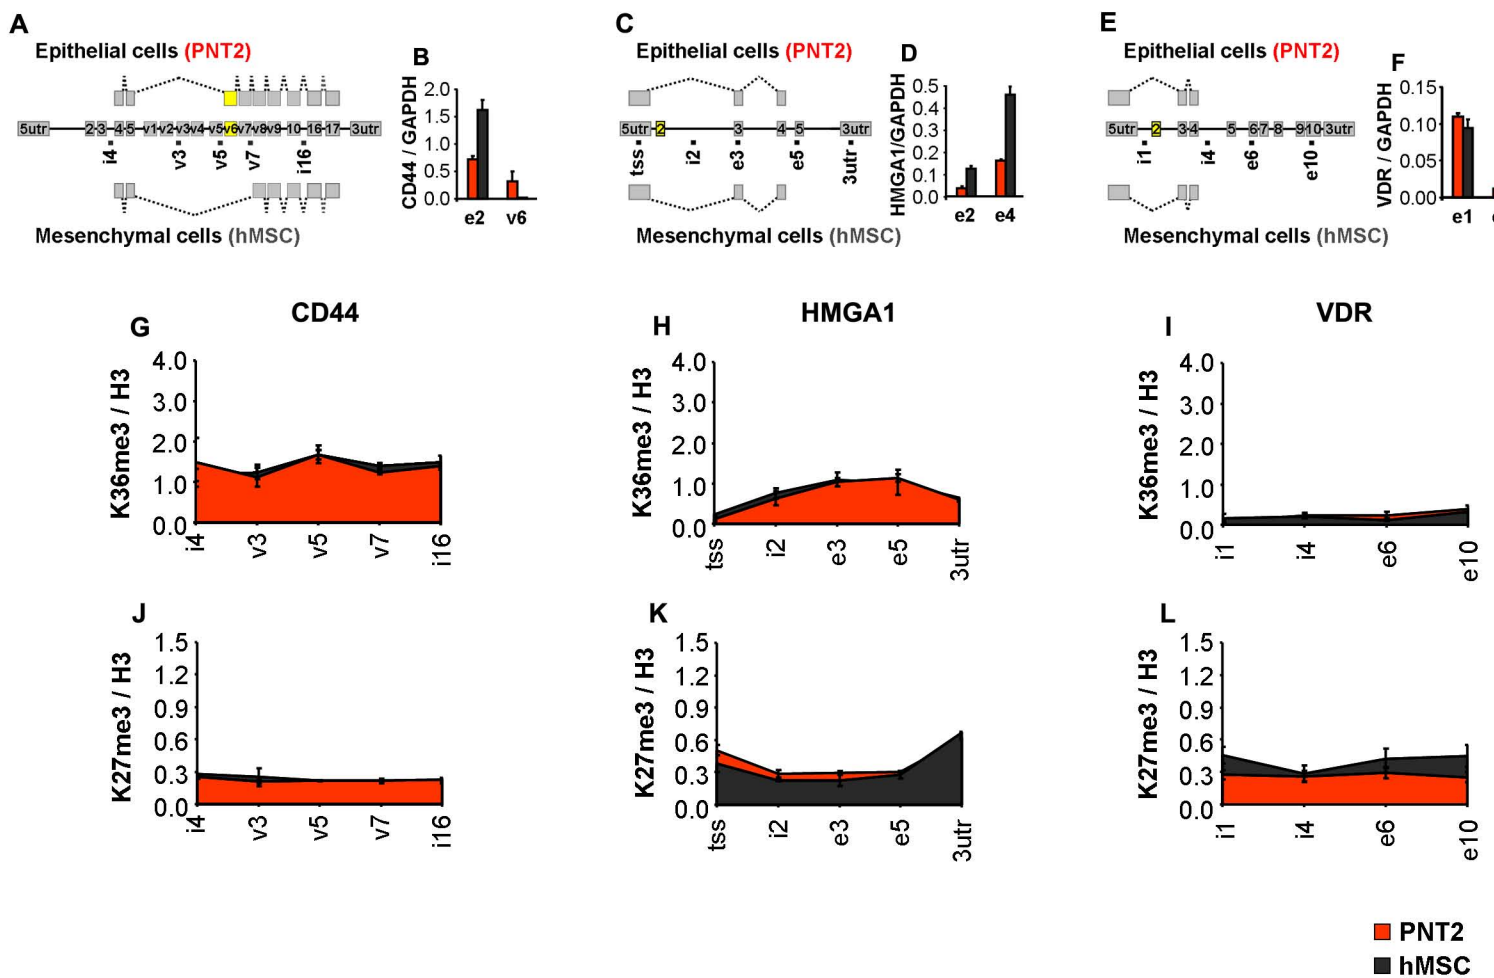 A
Epithelial cells (PNT2)
5utr 2 3 4 5 v1 v2 v3 v4 v5 v6 v7 v8 v9 10 16 17 3utr
i4 v3 v5 v7 i16
Mesenchymal cells (hMSC)
B
CD44 / GAPDH
2.0
1.5
1.0
0.5
0.0
e2 v6
C
Epithelial cells (PNT2)
5utr 2 3 4 5 3utr
tss i2 e3 e5 3utr
Mesenchymal cells (hMSC)
D
HMGA1/GAPDH
0.5
0.4
0.3
0.2
0.1
0.0
e2 e4
E
Epithelial cells (PNT2)
5utr 2 3 4 5 6 7 8 9 10 3utr
i1 i4 e6 e10
Mesenchymal cells (hMSC)
F
VDR / GAPDH
0.15
0.10
0.05
0.00
e1
CD44
G
K36me3 / H3
4.0
3.0
2.0
1.0
0.0
i4 v3 v5 v7 i16
HMGA1
H
K36me3 / H3
4.0
3.0
2.0
1.0
0.0
tss i2 e3 e5 3utr
VDR
I
K36me3 / H3
4.0
3.0
2.0
1.0
0.0
i1 i4 e6 e10
J
K27me3 / H3
1.5
1.2
0.9
0.6
0.3
0.0
i4 v3 v5 v7 i16
K
K27me3 / H3
1.5
1.2
0.9
0.6
0.3
0.0
tss i2 e3 e5 3utr
L
K27me3 / H3
1.5
1.2
0.9
0.6
0.3
0.0
i1 i4 e6 e10
PNT2
hMSC